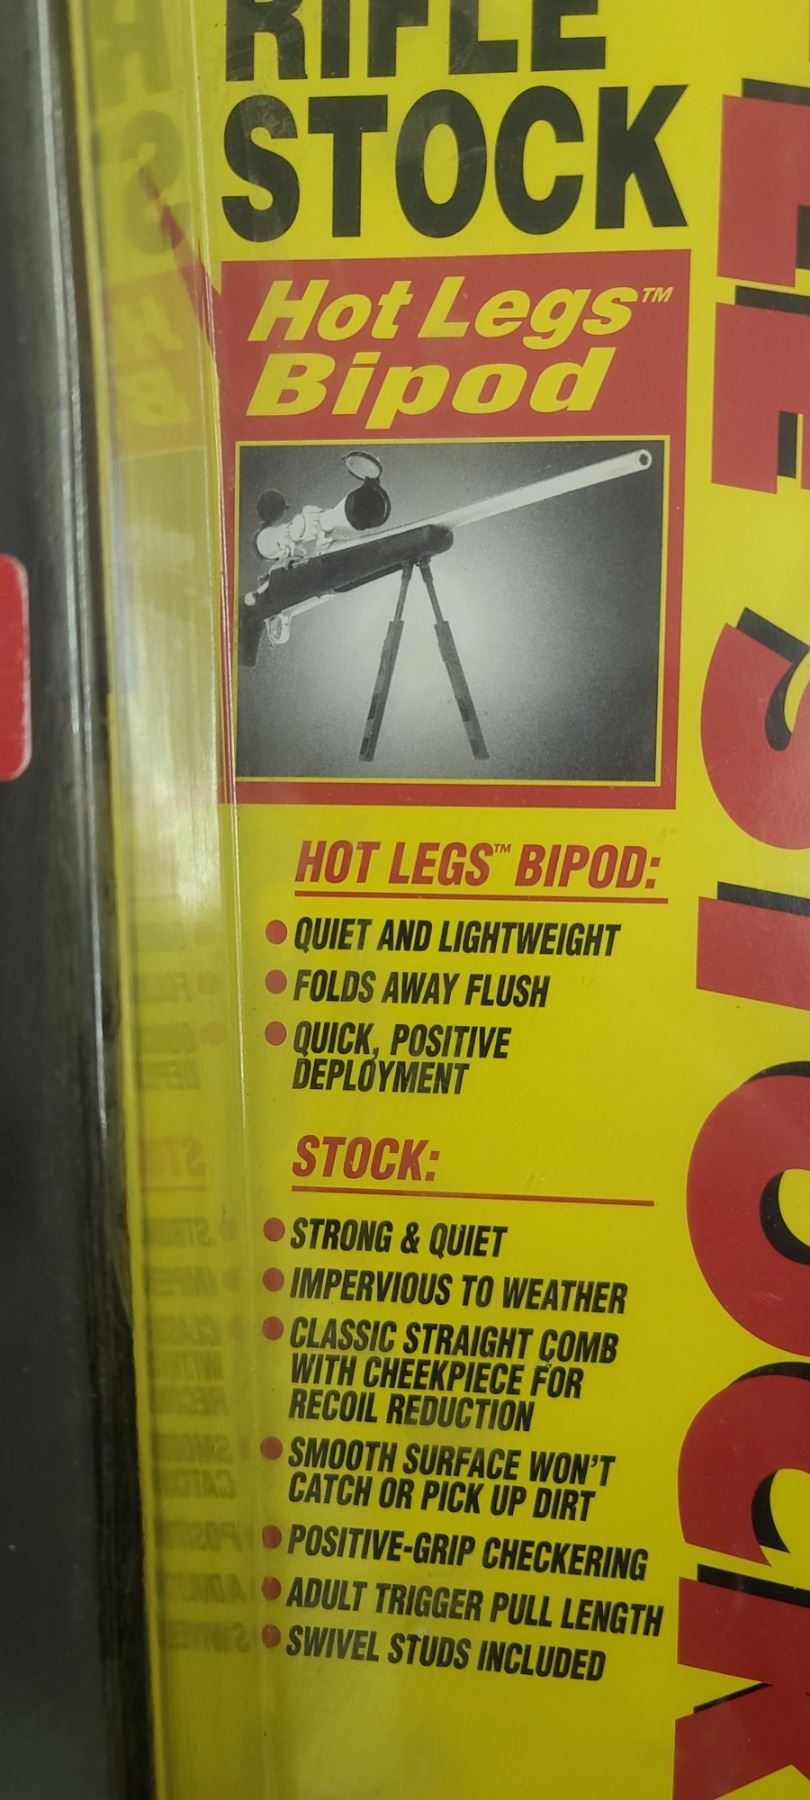 RIFLE
STOCK
Hot Legs™
Bipod
HOT LEGS™ BIPOD:
● QUIET AND LIGHTWEIGHT
● FOLDS AWAY FLUSH
● QUICK, POSITIVE
DEPLOYMENT
STOCK:
● STRONG & QUIET
● IMPERVIOUS TO WEATHER
● CLASSIC STRAIGHT COMB
WITH CHEEKPIECE FOR
RECOIL REDUCTION
● SMOOTH SURFACE WON'T
CATCH OR PICK UP DIRT
● POSITIVE-GRIP CHECKERING
● ADULT TRIGGER PULL LENGTH
● SWIVEL STUDS INCLUDED